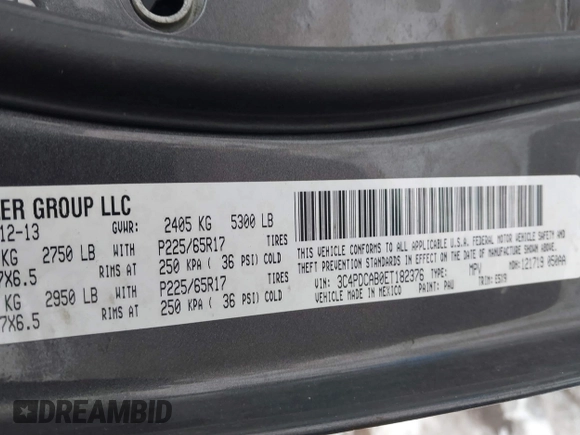 ER GROUP LLC
12-13 GVWR: 2405 KG 5300 LB
KG 2750 LB WITH P225/65R17 TIRES
7X6.5 RIMS AT 250 KPA ( 36 PSI) COLD
KG 2950 LB WITH P225/65R17 TIRES
7X6.5 RIMS AT 250 KPA ( 36 PSI) COLD
THIS VEHICLE CONFORMS TO ALL APPLICABLE U.S.A. FEDERAL MOTOR VEHICLE SAFETY AND
THEFT PREVENTION STANDARDS IN EFFECT ON THE DATE OF MANUFACTURE SHOWN ABOVE.
VIN: 3C4PDCAB0ET182376 TYPE: MPV MDH: 121719 050AA
VEHICLE MADE IN MEXICO PAINT: PAU TRIM:
DREAMBID